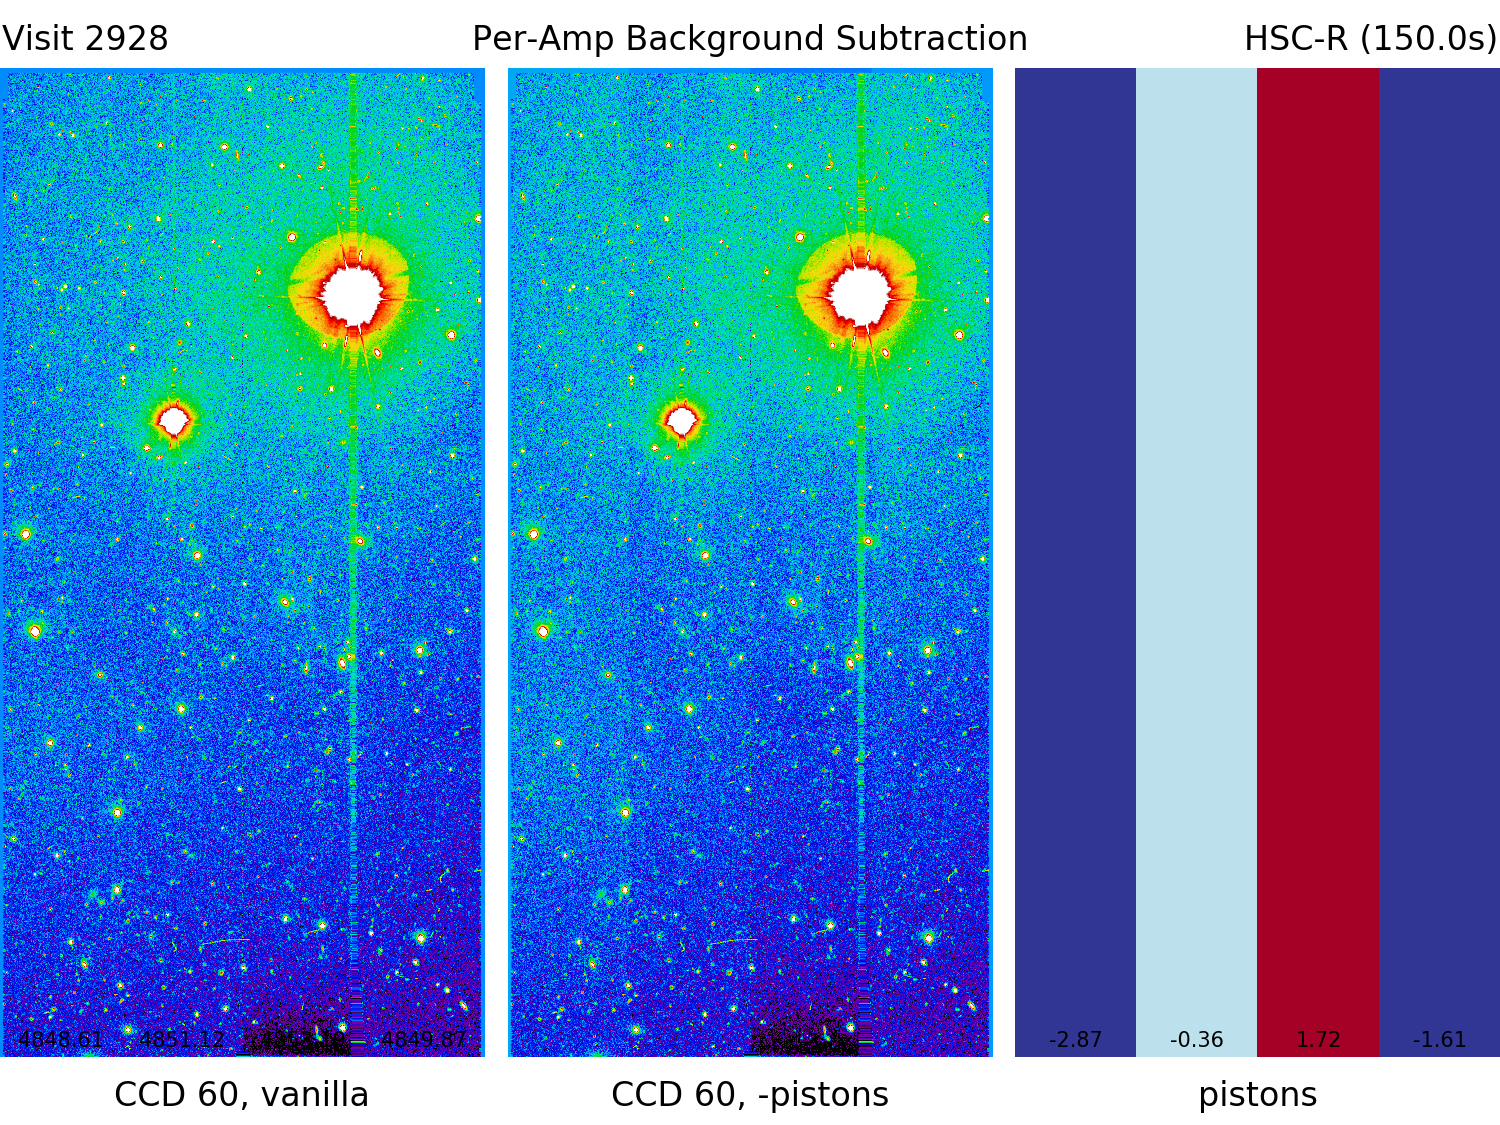 Visit 2928 Per-Amp Background Subtraction HSC-R (150.0s)
4848.61 4851.12 4849.87 -2.87 -0.36 1.72 -1.61
CCD 60, vanilla CCD 60, -pistons pistons